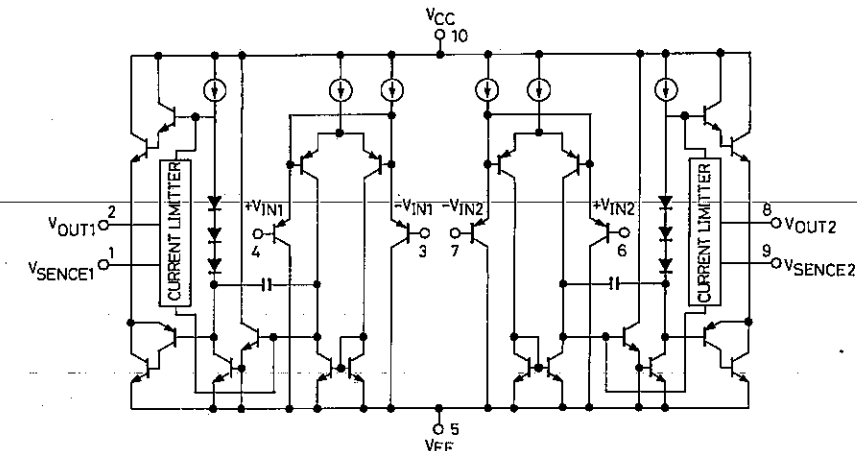 VCC
10
+VIN1
-VIN1
-VIN2
+VIN2
2
VOUT1
4
3
7
6
8
VOUT2
1
VSENCE1
9
VSENCE2
CURRENT LIMITTER
CURRENT LIMITTER
5
VEE